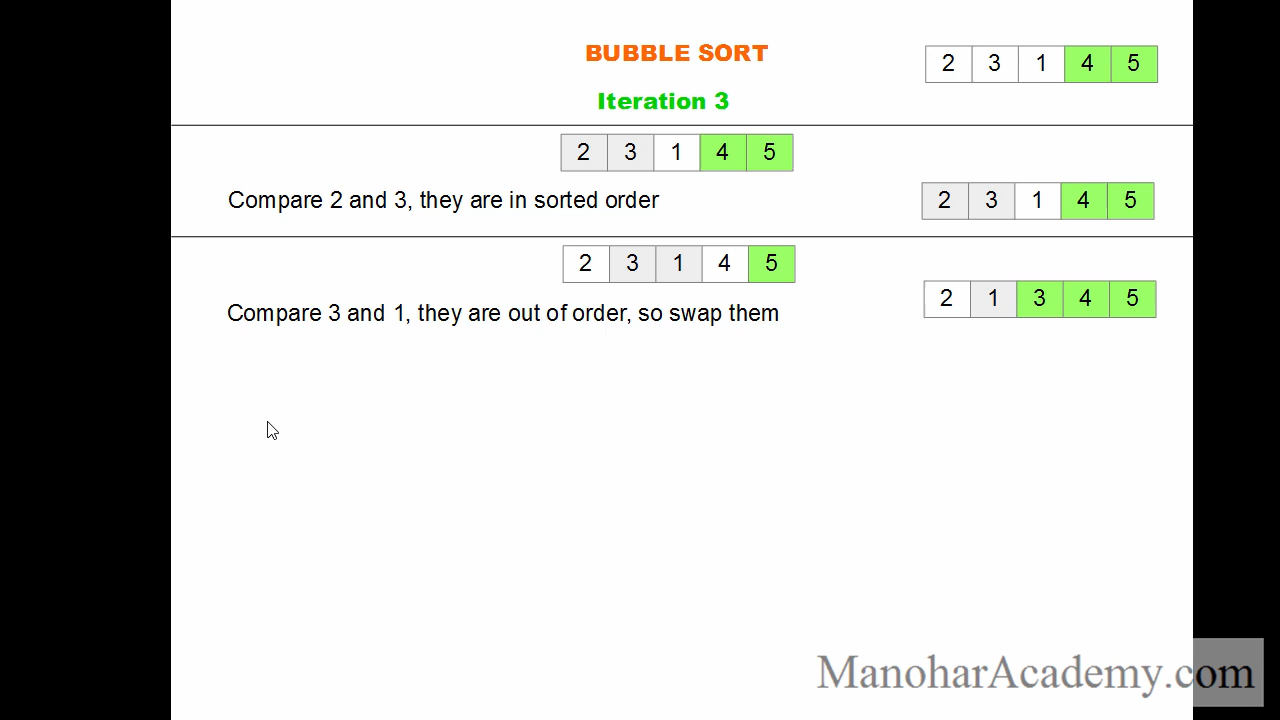 BUBBLE SORT
2 3 1 4 5
Iteration 3
2 3 1 4 5
Compare 2 and 3, they are in sorted order
2 3 1 4 5
2 3 1 4 5
Compare 3 and 1, they are out of order, so swap them
2 1 3 4 5
ManoharAcademy.com